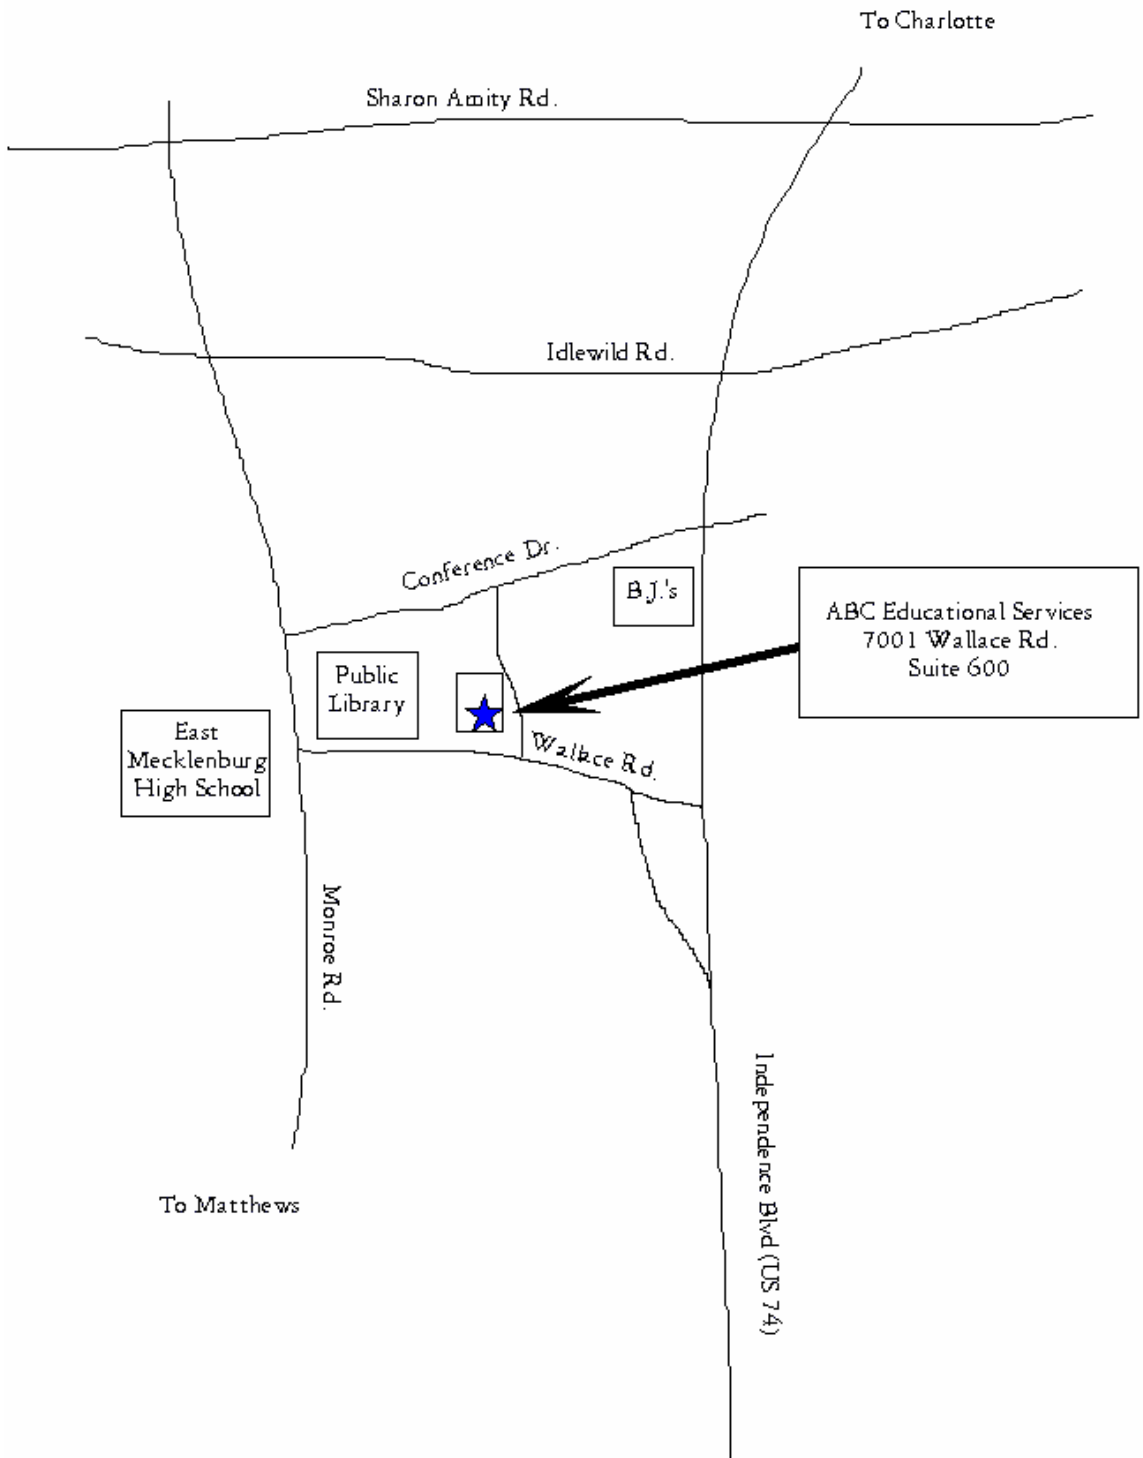 To Charlotte
Sharon Amity Rd.
Idlewild Rd.
Conference Dr.
B.J.'s
ABC Educational Services
7001 Wallace Rd.
Suite 600
Public
Library
East
Mecklenburg
High School
Wallace Rd.
Monroe Rd.
Independence Blvd (US 74)
To Matthews